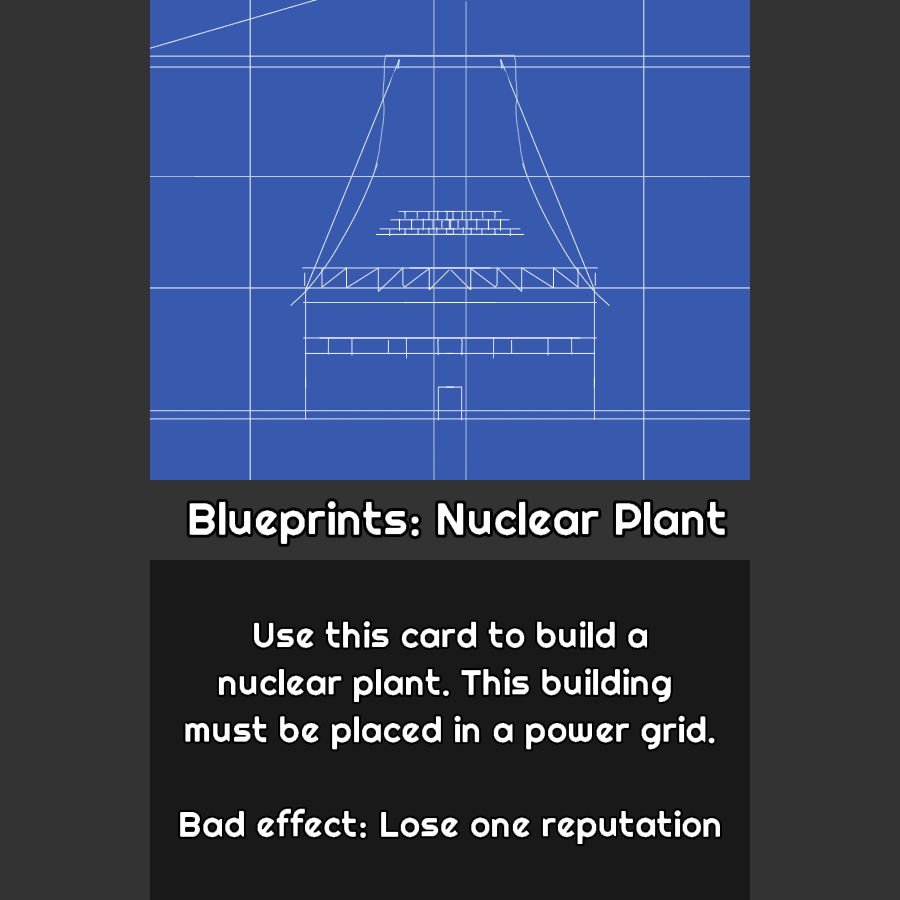 Blueprints: Nuclear Plant
Use this card to build a
nuclear plant. This building
must be placed in a power grid.
Bad effect: Lose one reputation